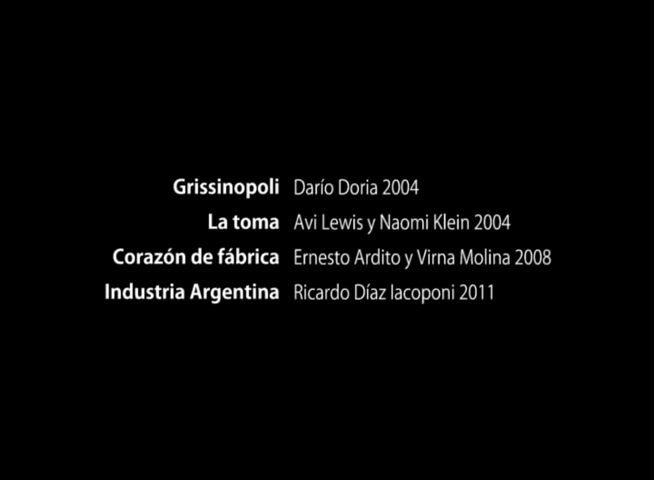 Grissinopoli Darío Doria 2004
La toma Avi Lewis y Naomi Klein 2004
Corazón de fábrica Ernesto Ardito y Virna Molina 2008
Industria Argentina Ricardo Díaz Iacoponi 2011